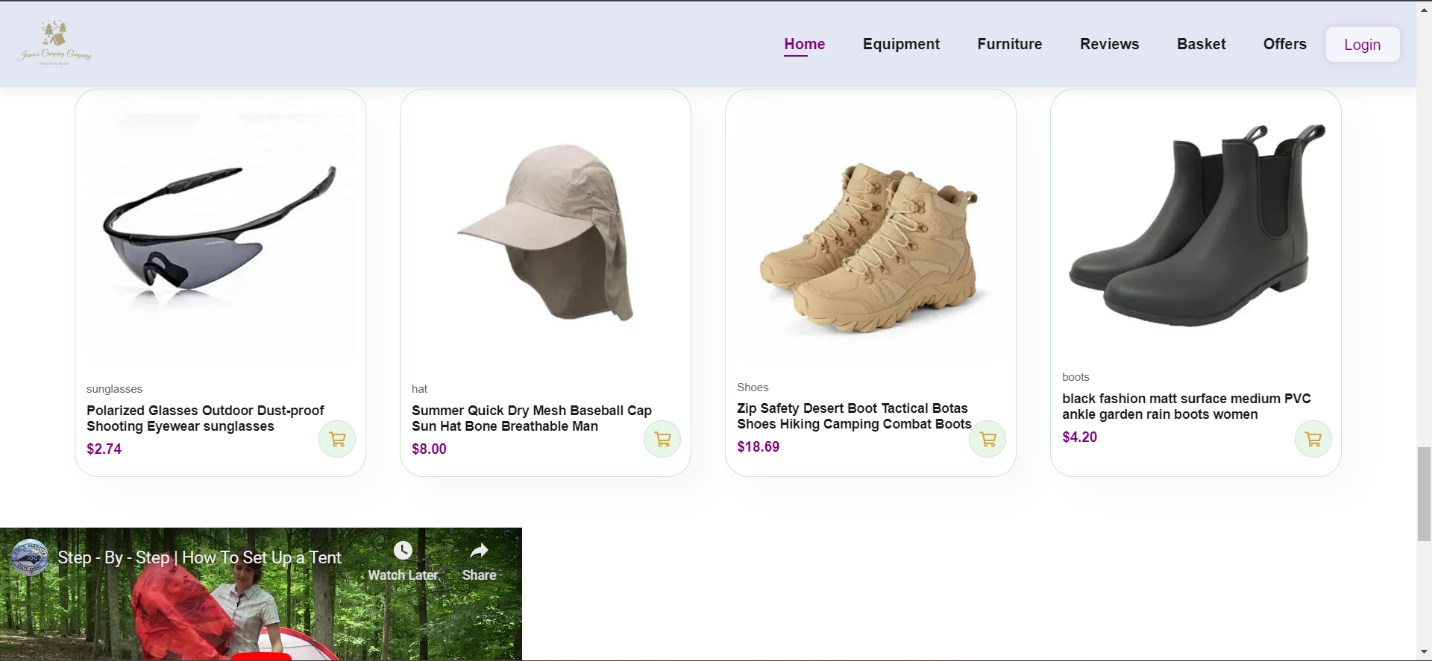 Jesse's Camping Company
Home
Equipment
Furniture
Reviews
Basket
Offers
Login
sunglasses
Polarized Glasses Outdoor Dust-proof
Shooting Eyewear sunglasses
$2.74
hat
Summer Quick Dry Mesh Baseball Cap
Sun Hat Bone Breathable Man
$8.00
Shoes
Zip Safety Desert Boot Tactical Botas
Shoes Hiking Camping Combat Boots
$18.69
boots
black fashion matt surface medium PVC
ankle garden rain boots women
$4.20
Step - By - Step | How To Set Up a Tent
Watch Later
Share